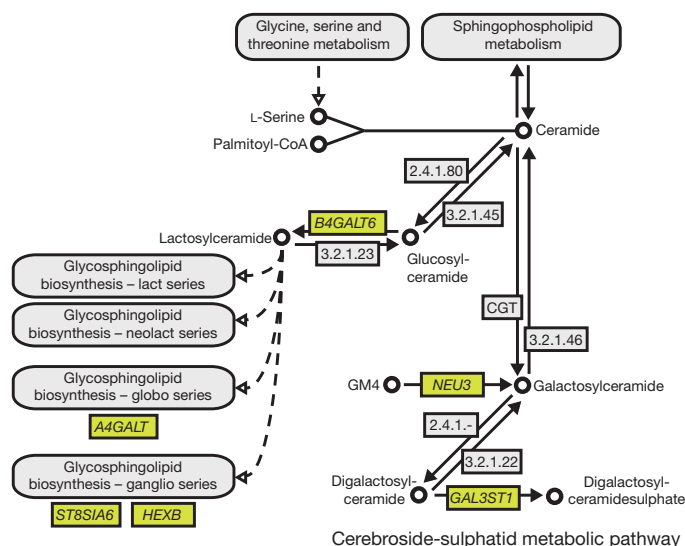 Glycine, serine and
threonine metabolism
Sphingophospholipid
metabolism
L-Serine
Palmitoyl-CoA
Ceramide
2.4.1.80
3.2.1.45
B4GALT6
Lactosylceramide
3.2.1.23
Glucosyl-
ceramide
Glycosphingolipid
biosynthesis – lact series
Glycosphingolipid
biosynthesis – neolact series
CGT
3.2.1.46
Glycosphingolipid
biosynthesis – globo series
A4GALT
GM4
NEU3
Galactosylceramide
2.4.1.-
3.2.1.22
Glycosphingolipid
biosynthesis – ganglio series
ST8SIA6
HEXB
Digalactosyl-
ceramide
GAL3ST1
Digalactosyl-
ceramidesulphate
Cerebroside-sulphatid metabolic pathway